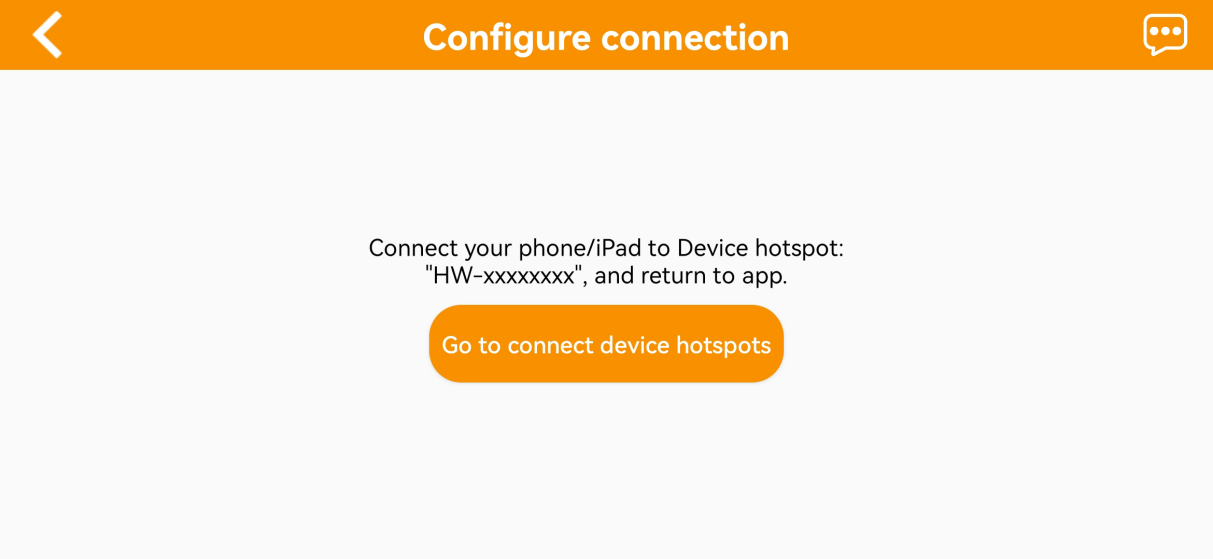 Configure connection
Connect your phone/iPad to Device hotspot:
"HW-xxxxxxxx", and return to app.
Go to connect device hotspots